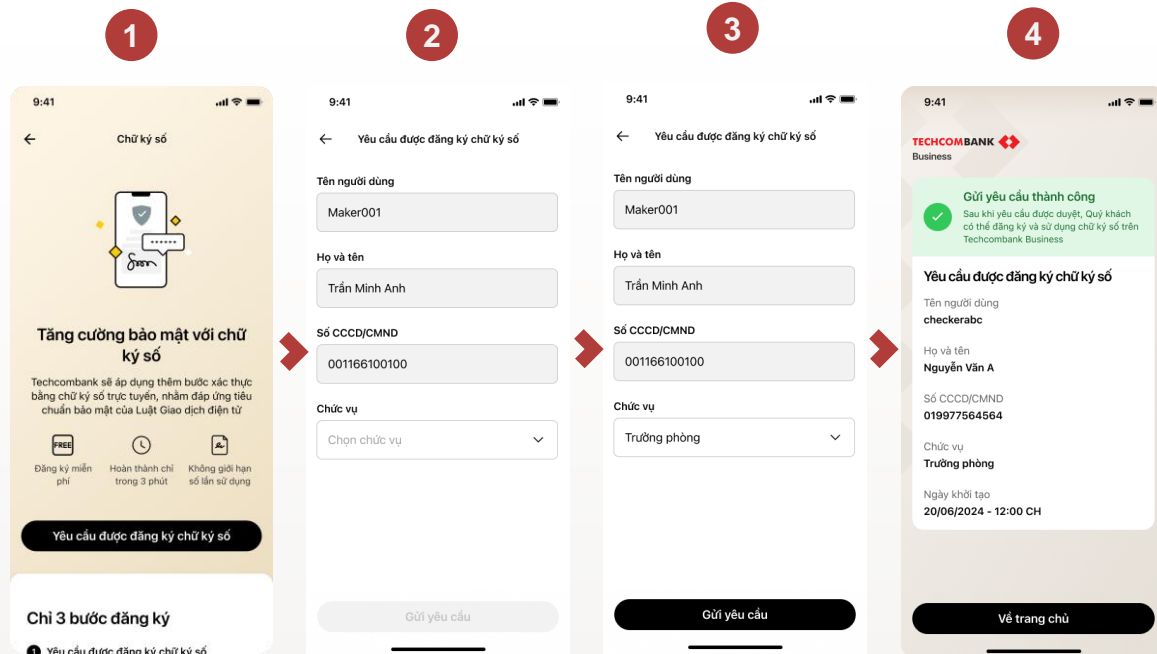 1
2
3
4
9:41
Chữ ký số
Soon
Tăng cường bảo mật với chữ
ký số
Techcombank sẽ áp dụng thêm bước xác thực
bằng chữ ký số trực tuyến, nhằm đáp ứng tiêu
chuẩn bảo mật của Luật Giao dịch điện tử
FREE
Đăng ký miễn
phí
Hoàn thành chỉ
trong 3 phút
Không giới hạn
số lần sử dụng
Yêu cầu được đăng ký chữ ký số
Chỉ 3 bước đăng ký
1 Yêu cầu được đăng ký chữ ký số
9:41
Yêu cầu được đăng ký chữ ký số
Tên người dùng
Maker001
Họ và tên
Trần Minh Anh
Số CCCD/CMND
001166100100
Chức vụ
Chọn chức vụ
Gửi yêu cầu
9:41
Yêu cầu được đăng ký chữ ký số
Tên người dùng
Maker001
Họ và tên
Trần Minh Anh
Số CCCD/CMND
001166100100
Chức vụ
Trưởng phòng
Gửi yêu cầu
9:41
TECHCOMBANK
Business
Gửi yêu cầu thành công
Sau khi yêu cầu được duyệt, Quý khách
có thể đăng ký và sử dụng chữ ký số trên
Techcombank Business
Yêu cầu được đăng ký chữ ký số
Tên người dùng
checkerabc
Họ và tên
Nguyễn Văn A
Số CCCD/CMND
019977564564
Chức vụ
Trưởng phòng
Ngày khởi tạo
20/06/2024 - 12:00 CH
Về trang chủ